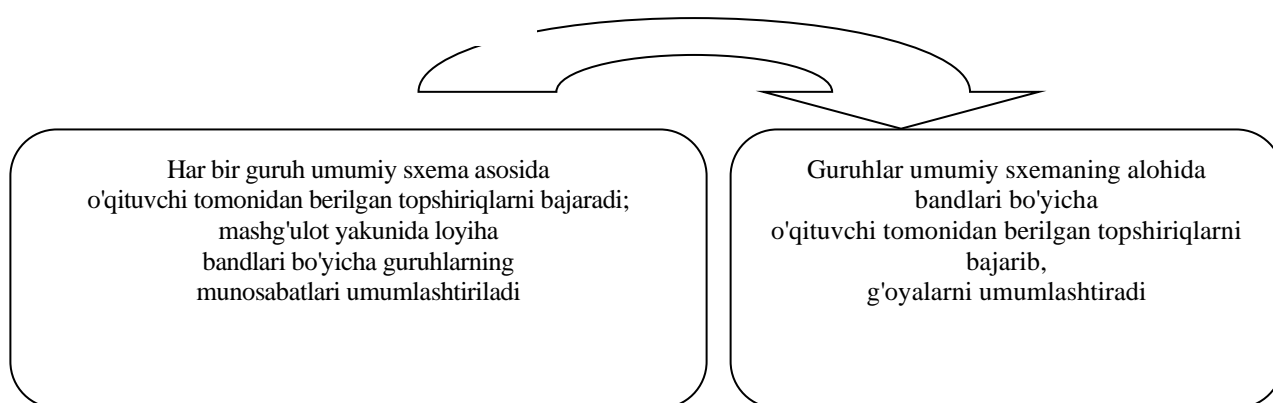 Har bir guruh umumiy sxema asosida
o'qituvchi tomonidan berilgan topshiriqlarni bajaradi;
mashg'ulot yakunida loyiha
bandlari bo'yicha guruhlarning
munosabatlari umumlashtiriladi
Guruhlar umumiy sxemaning alohida
bandlari bo'yicha
o'qituvchi tomonidan berilgan topshiriqlarni
bajarib,
g'oyalarni umumlashtiradi